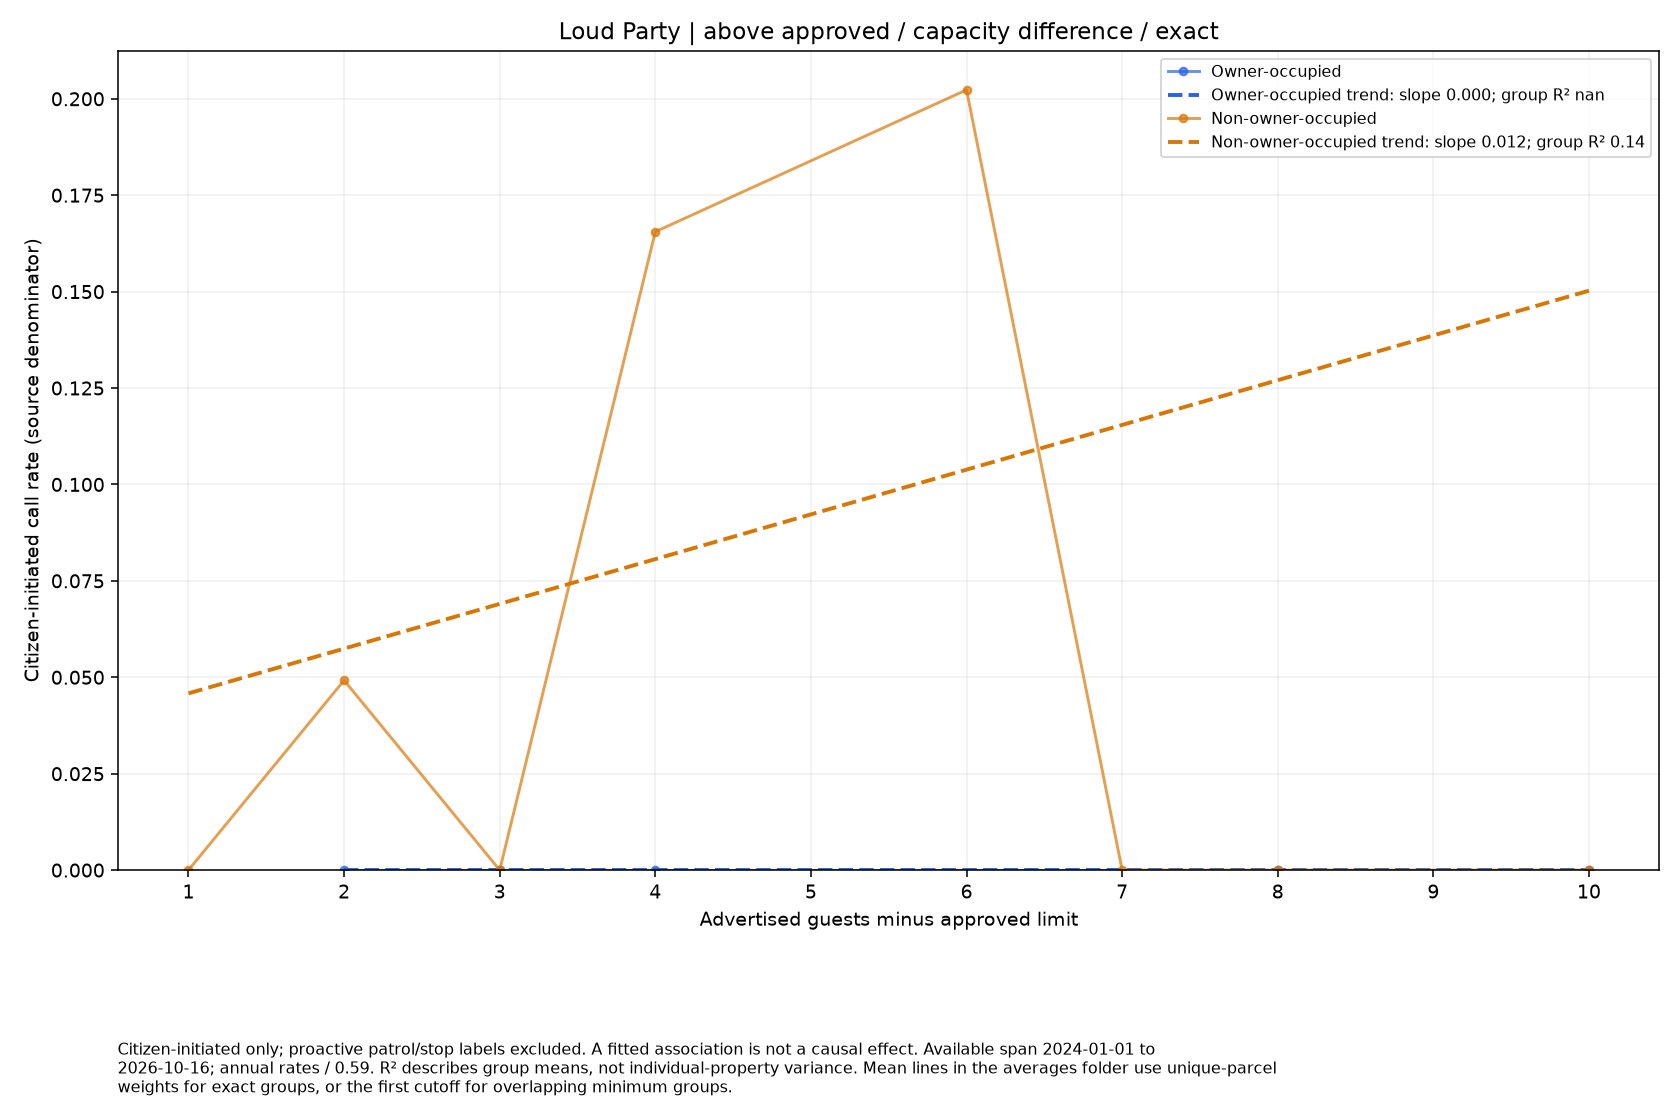 Loud Party | above approved / capacity difference / exact
Owner-occupied
Owner-occupied trend: slope 0.000; group R² nan
Non-owner-occupied
Non-owner-occupied trend: slope 0.012; group R² 0.14
Citizen-initiated call rate (source denominator)
0.200
0.175
0.150
0.125
0.100
0.075
0.050
0.025
0.000
1 2 3 4 5 6 7 8 9 10
Advertised guests minus approved limit
Citizen-initiated only; proactive patrol/stop labels excluded. A fitted association is not a causal effect. Available span 2024-01-01 to
2026-10-16; annual rates / 0.59. R² describes group means, not individual-property variance. Mean lines in the averages folder use unique-parcel
weights for exact groups, or the first cutoff for overlapping minimum groups.